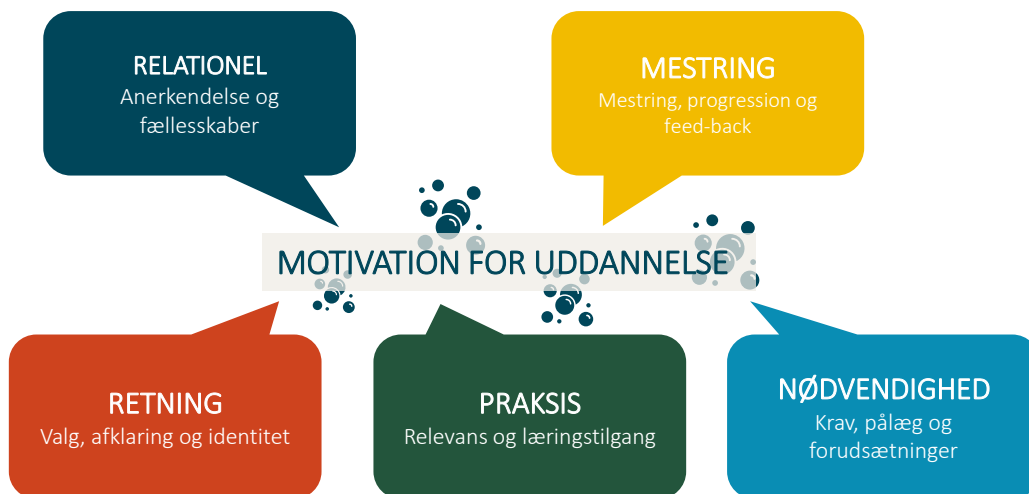 RELATIONEL
Anerkendelse og
fællesskaber
MESTRING
Mestring, progression og
feed-back
MOTIVATION FOR UDDANNELSE
RETNING
Valg, afklaring og identitet
PRAKSIS
Relevans og læringstilgang
NØDVENDIGHED
Krav, pålæg og
forudsætninger